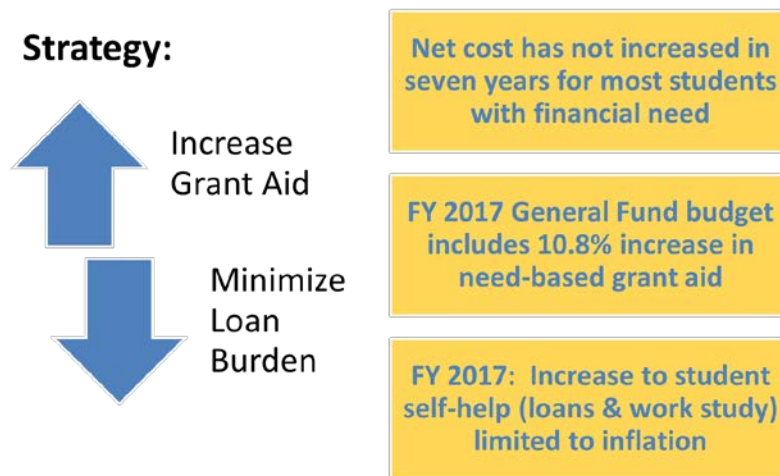 Strategy:
Increase
Grant Aid
Minimize
Loan
Burden
Net cost has not increased in
seven years for most students
with financial need
FY 2017 General Fund budget
includes 10.8% increase in
need-based grant aid
FY 2017:  Increase to student
self-help (loans & work study)
limited to inflation